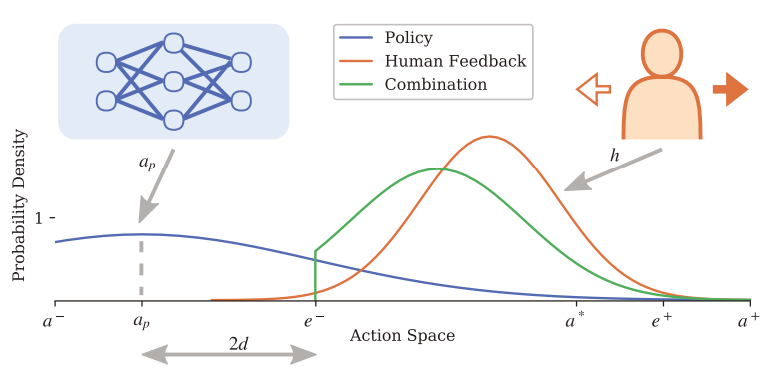 Policy
Human Feedback
Combination
a_p
h
Probability Density
1
a^-
a_p
e^-
a^*
e^+
a^+
Action Space
2d